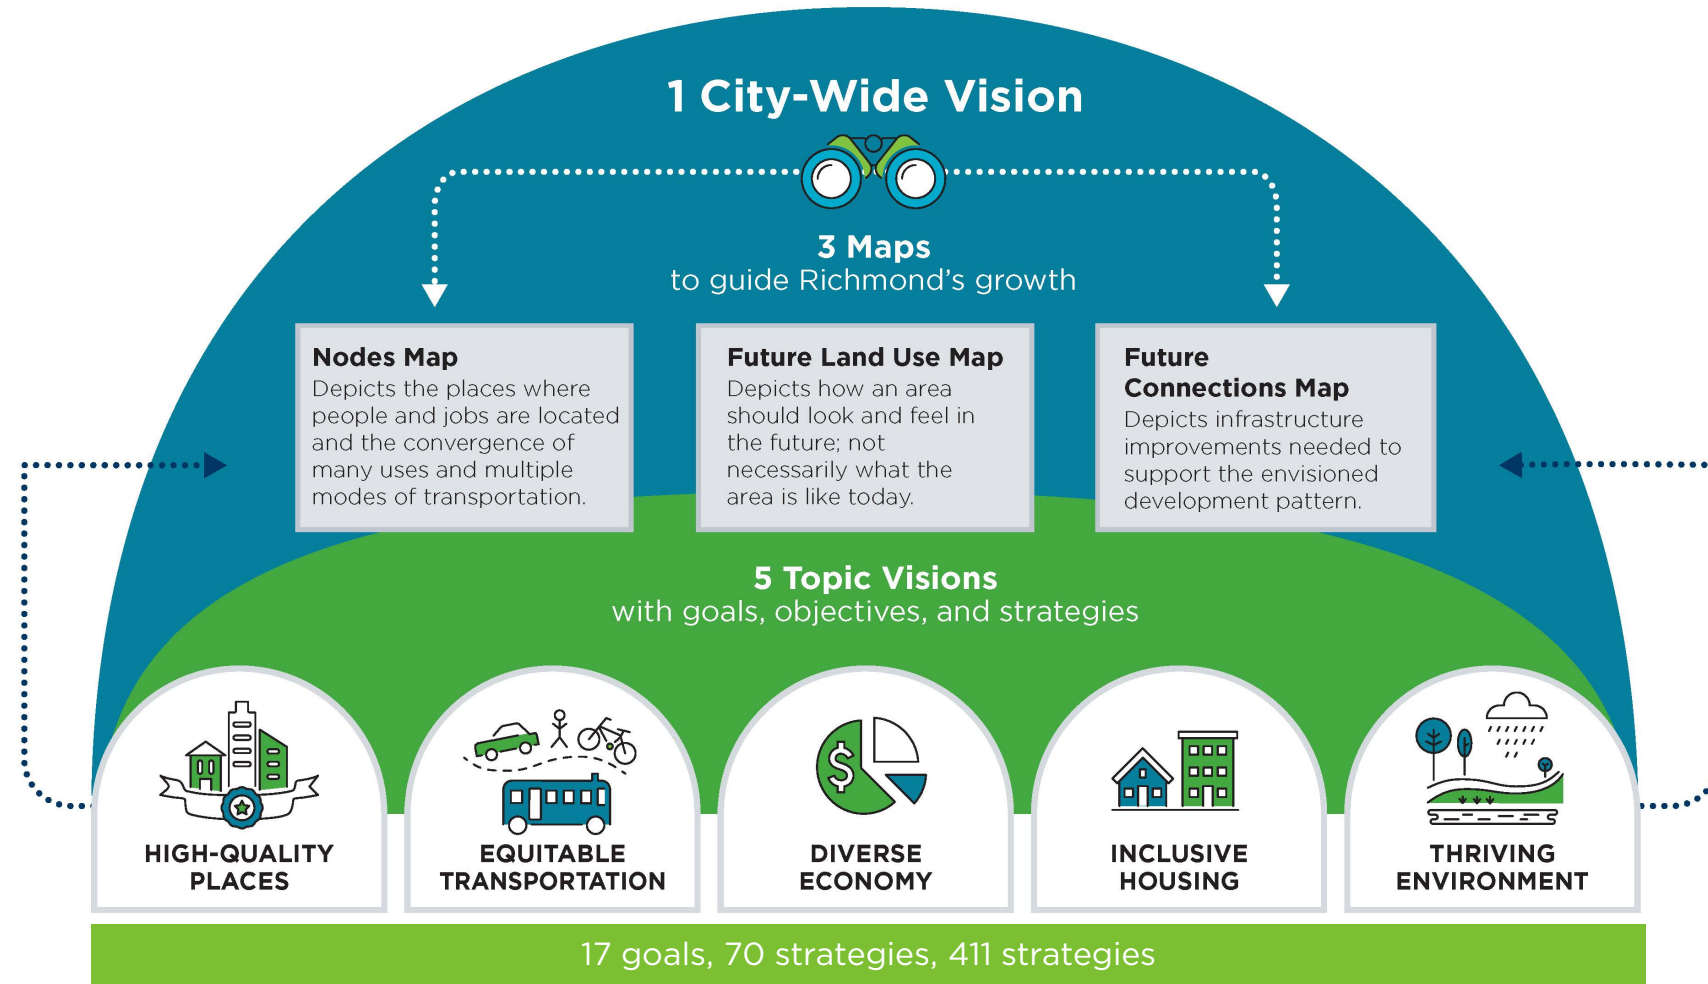 1 City-Wide Vision
3 Maps
to guide Richmond's growth
Nodes Map
Depicts the places where
people and jobs are located
and the convergence of
many uses and multiple
modes of transportation.
Future Land Use Map
Depicts how an area
should look and feel in
the future; not
necessarily what the
area is like today.
Future
Connections Map
Depicts infrastructure
improvements needed to
support the envisioned
development pattern.
5 Topic Visions
with goals, objectives, and strategies
$
HIGH-QUALITY
PLACES
EQUITABLE
TRANSPORTATION
DIVERSE
ECONOMY
INCLUSIVE
HOUSING
THRIVING
ENVIRONMENT
17 goals, 70 strategies, 411 strategies